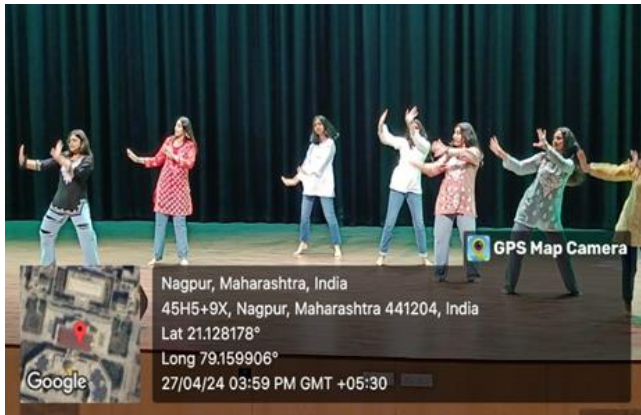 GPS Map Camera
Nagpur, Maharashtra, India
45H5+9X, Nagpur, Maharashtra 441204, India
Lat 21.128178°
Long 79.159906°
27/04/24 03:59 PM GMT +05:30
Google